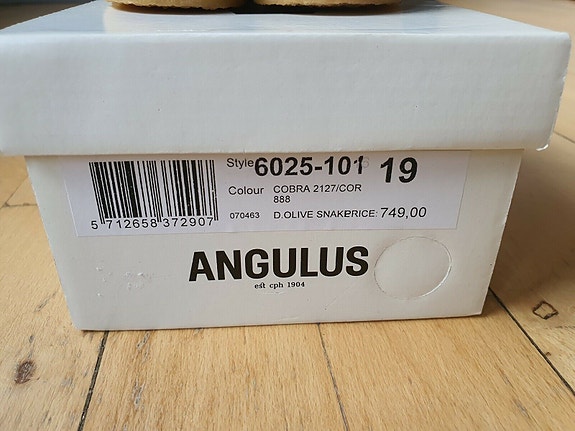 Style 6025-101 19
Colour COBRA 2127/COR
888
070463 D.OLIVE SNAKE PRICE: 749,00
5 712658 372907
ANGULUS
est cph 1904